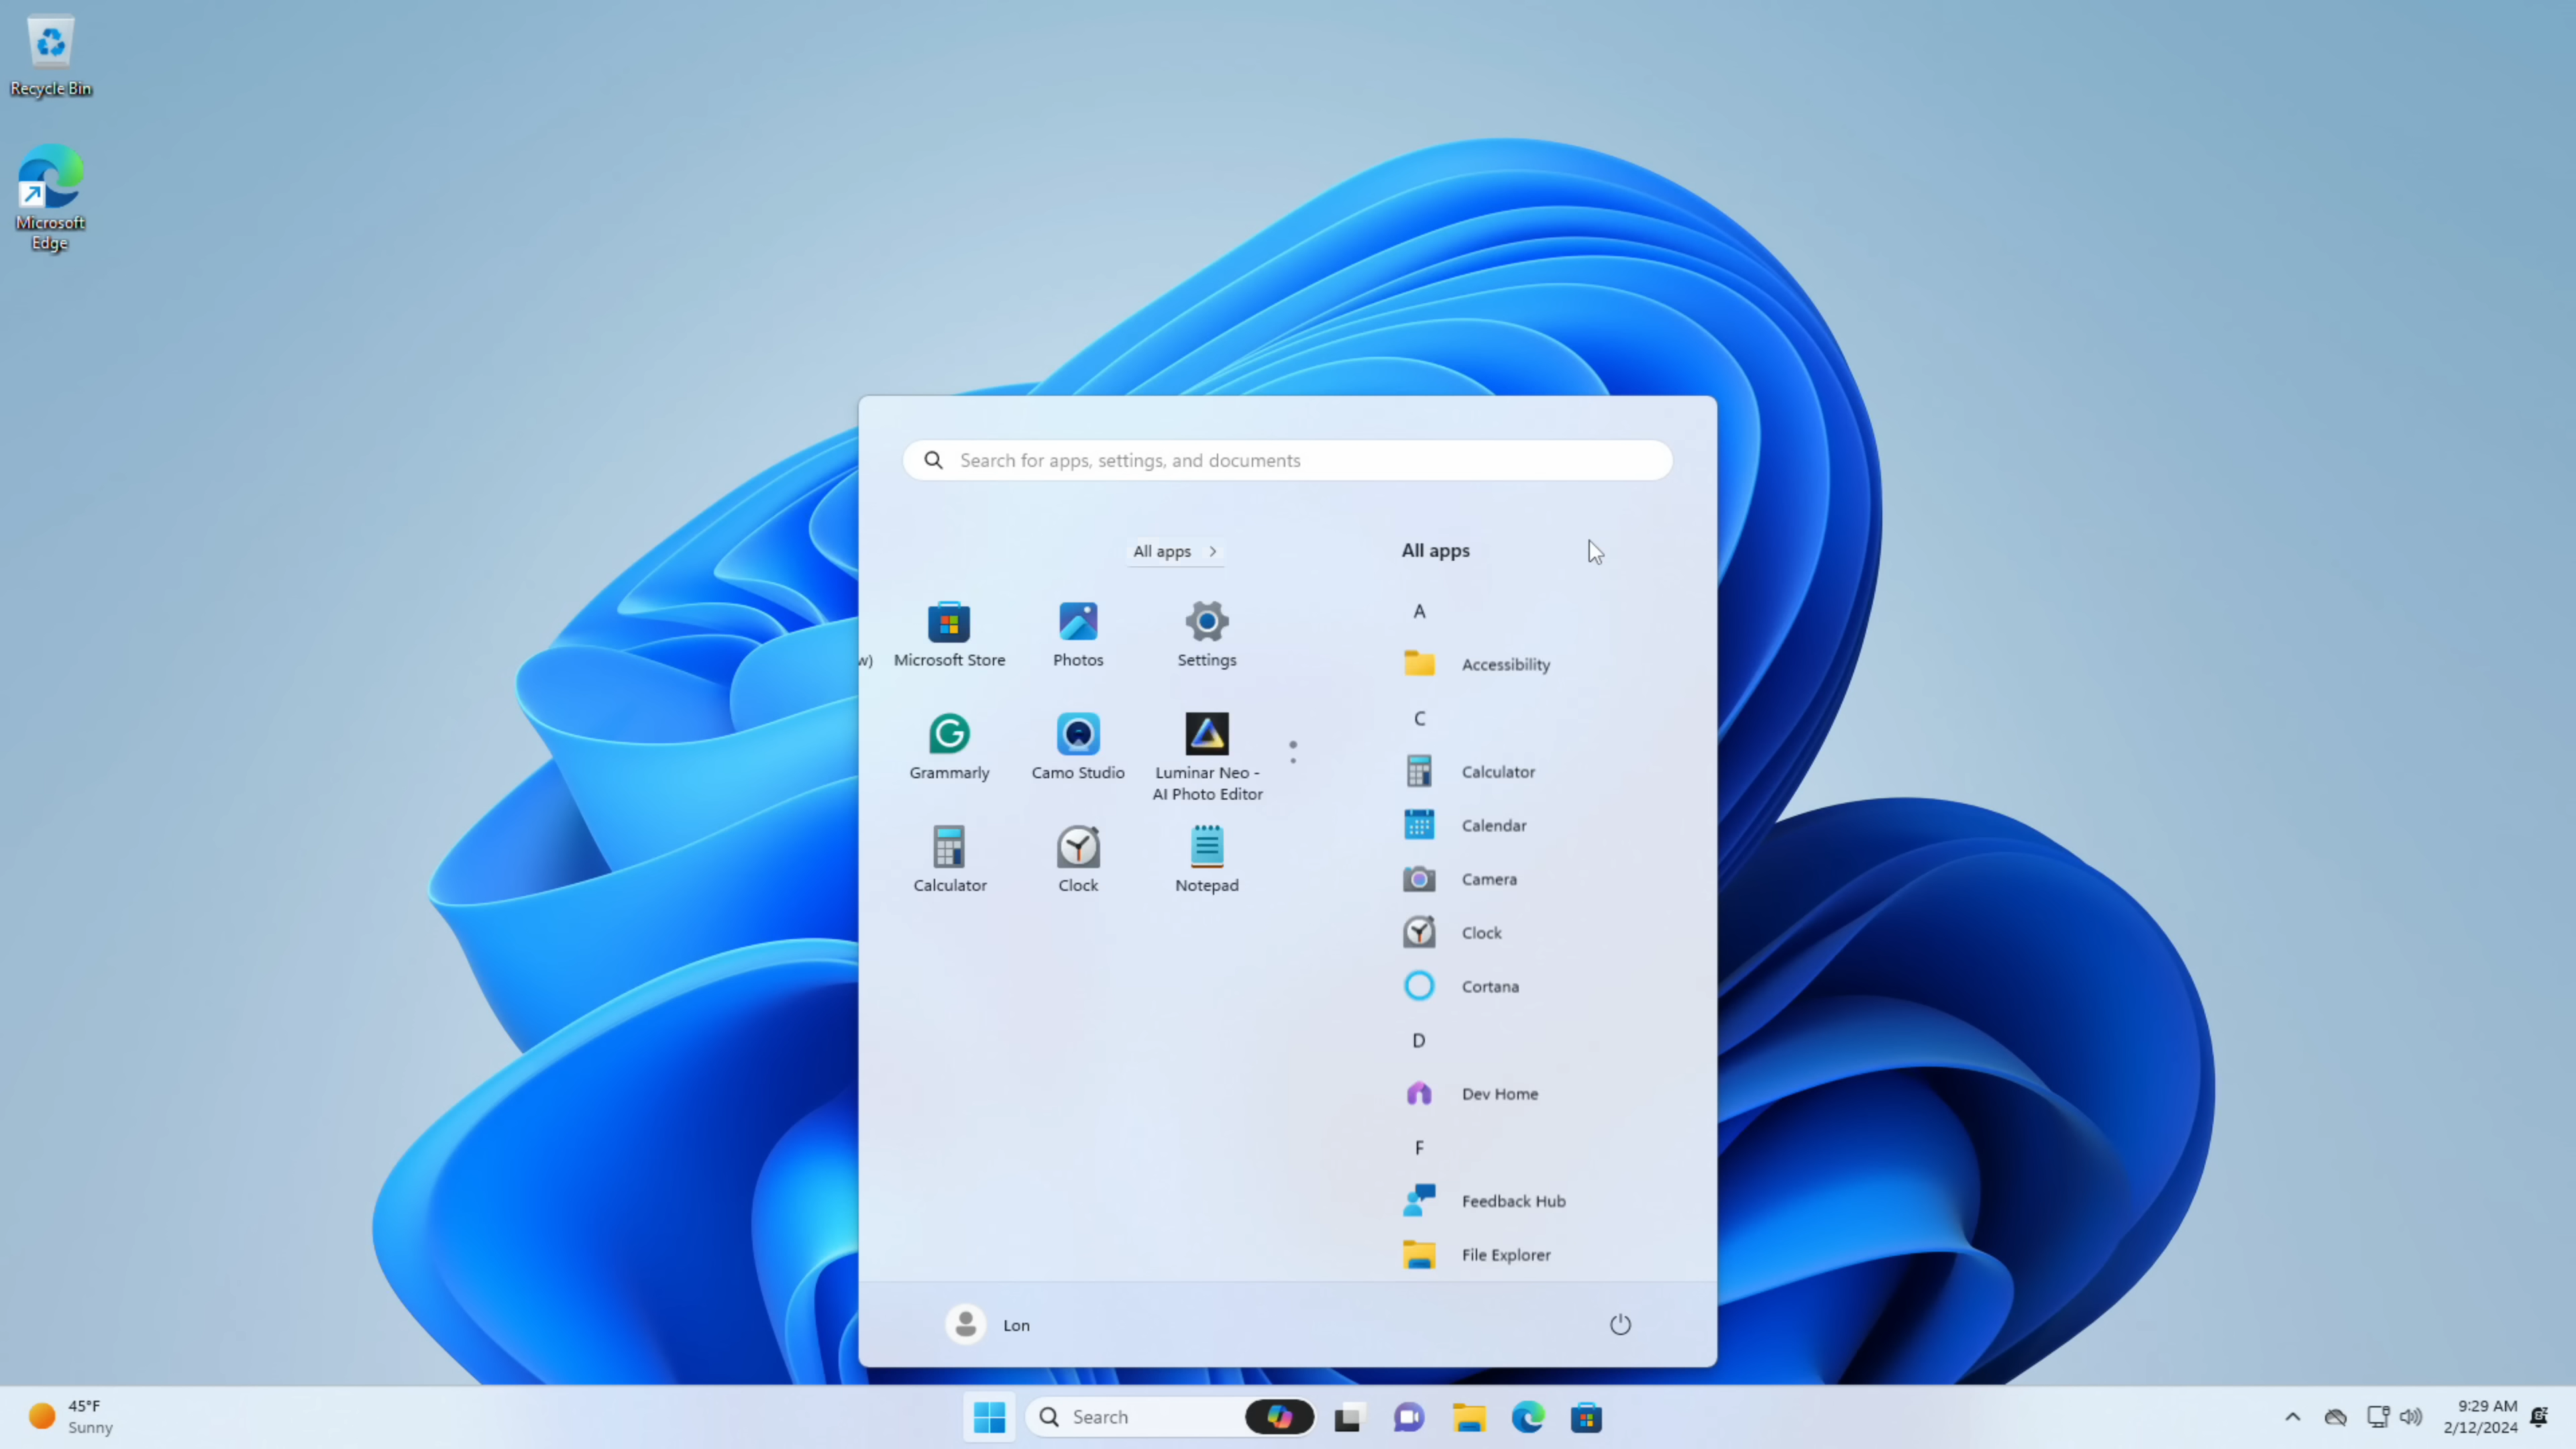 Recycle Bin
Microsoft
Edge
Search for apps, settings, and documents
All apps
w)
Microsoft Store
Photos
Settings
Grammarly
Camo Studio
Luminar Neo -
AI Photo Editor
Calculator
Clock
Notepad
All apps
A
Accessibility
C
Calculator
Calendar
Camera
Clock
Cortana
D
Dev Home
F
Feedback Hub
File Explorer
Lon
45°F
Sunny
Search
9:29 AM
2/12/2024